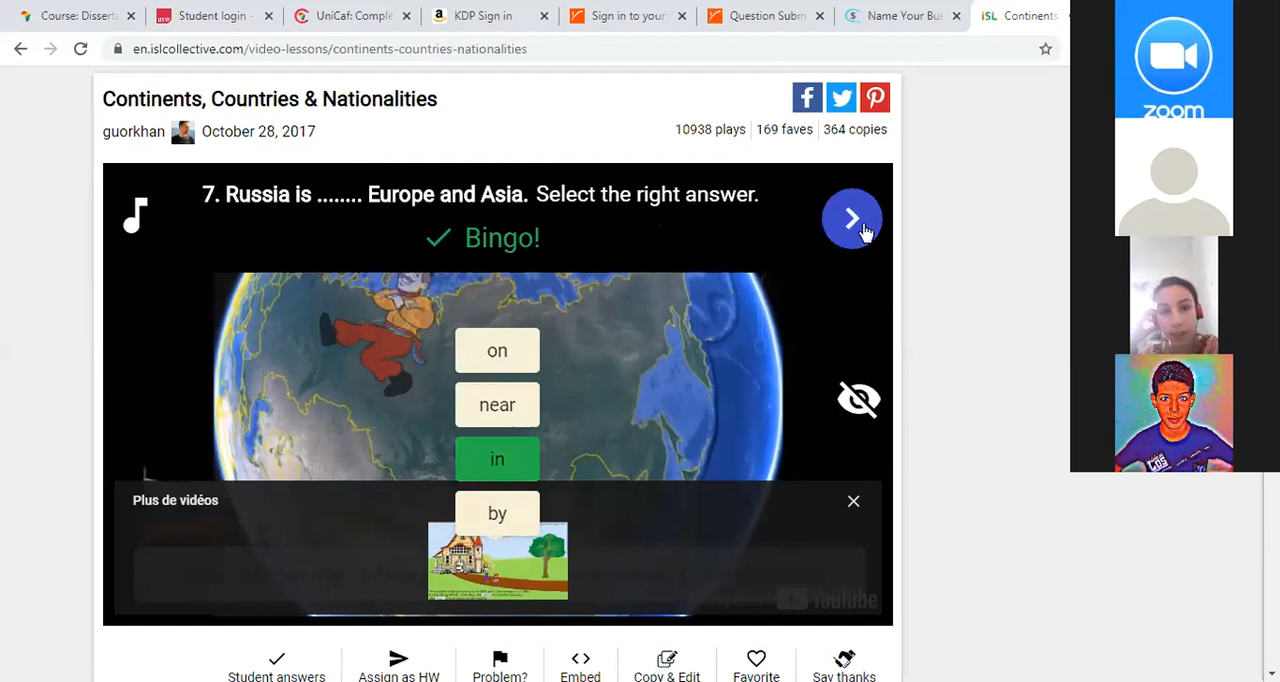 Course: Disserta
Student login -
UniCaf: Comple
KDP Sign in
Sign in to your
Question Subm
Name Your Bus
iSL Continents
en.islcollective.com/video-lessons/continents-countries-nationalities
zoom
Continents, Countries & Nationalities
guorkhan October 28, 2017
10938 plays 169 faves 364 copies
7. Russia is ........ Europe and Asia. Select the right answer.
Bingo!
on
near
in
by
Plus de vidéos
YouTube
Student answers
Assign as HW
Problem?
Embed
Copy & Edit
Favorite
Say thanks